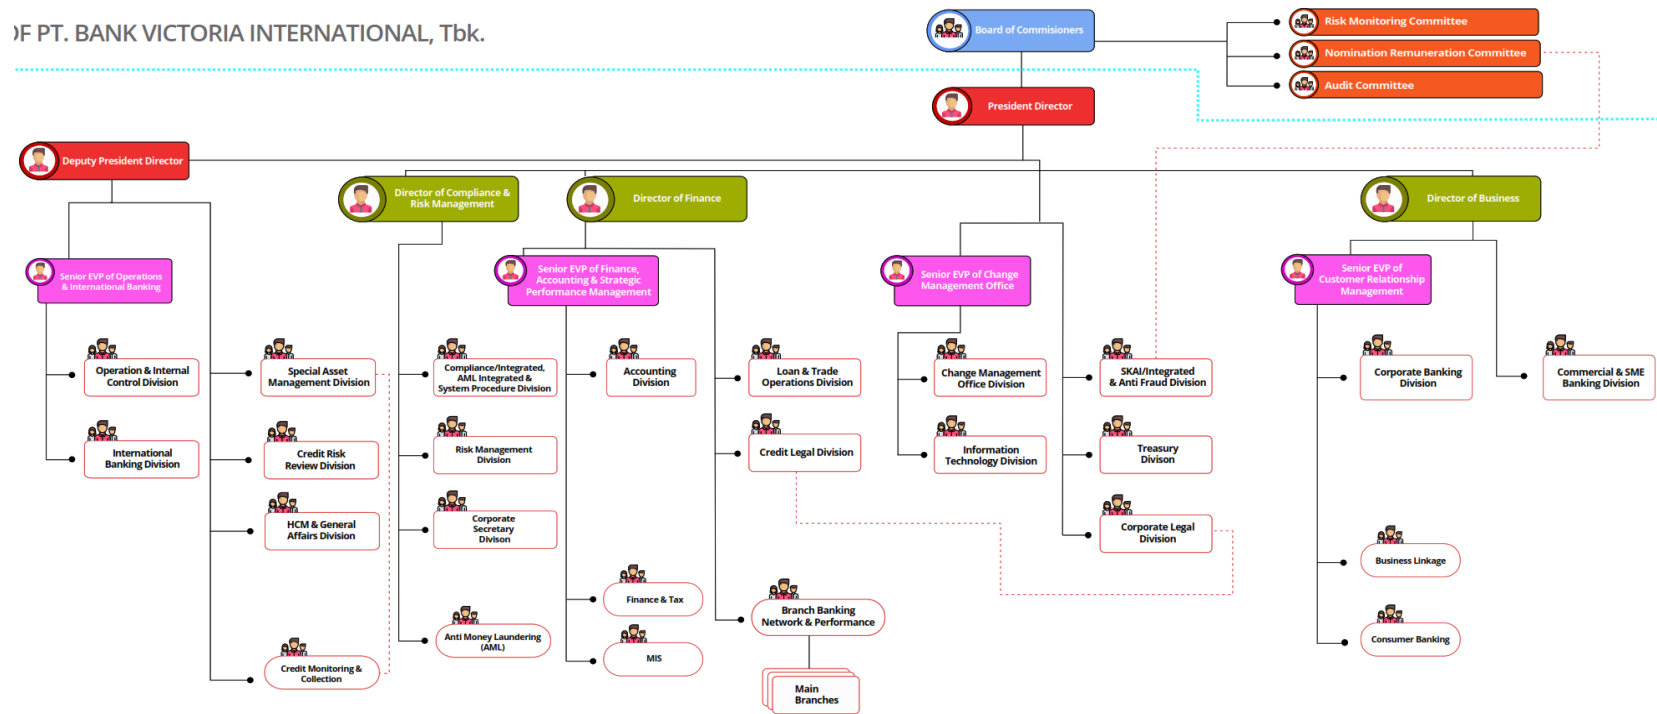 OF PT. BANK VICTORIA INTERNATIONAL, Tbk.
Board of Commisioners
Risk Monitoring Committee
Nomination Remuneration Committee
Audit Committee
President Director
Deputy President Director
Director of Compliance &
Risk Management
Director of Finance
Director of Business
Senior EVP of Operations
& International Banking
Senior EVP of Finance,
Accounting & Strategic
Performance Management
Senior EVP of Change
Management Office
Senior EVP of
Customer Relationship
Management
Operation & Internal
Control Division
Special Asset
Management Division
Compliance/Integrated,
AML Integrated &
System Procedure Division
Accounting
Division
Loan & Trade
Operations Division
Change Management
Office Division
SKAI/Integrated
& Anti Fraud Division
Corporate Banking
Division
Commercial & SME
Banking Division
International
Banking Division
Credit Risk
Review Division
Risk Management
Division
Credit Legal Division
Information
Technology Division
Treasury
Divison
HCM & General
Affairs Division
Corporate
Secretary
Divison
Corporate Legal
Division
Business Linkage
Finance & Tax
Branch Banking
Network & Performance
Anti Money Laundering
(AML)
Consumer Banking
MIS
Credit Monitoring &
Collection
Main
Branches